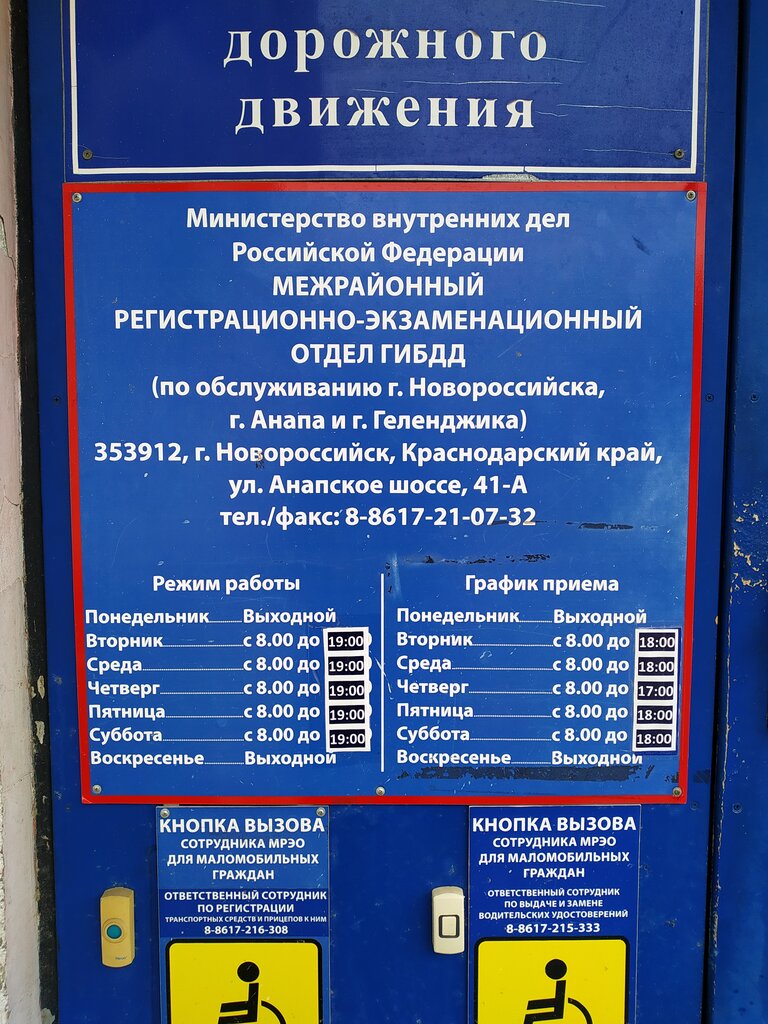 дорожного
движения
Министерство внутренних дел
Российской Федерации
МЕЖРАЙОННЫЙ
РЕГИСТРАЦИОННО-ЭКЗАМЕНАЦИОННЫЙ
ОТДЕЛ ГИБДД
(по обслуживанию г. Новороссийска,
г. Анапа и г. Геленджика)
353912, г. Новороссийск, Краснодарский край,
ул. Анапское шоссе, 41-А
тел./факс: 8-8617-21-07-32
Режим работы
Понедельник Выходной
Вторник с 8.00 до 19:00
Среда с 8.00 до 19:00
Четверг с 8.00 до 19:00
Пятница с 8.00 до 19:00
Суббота с 8.00 до 19:00
Воскресенье Выходной
График приема
Понедельник Выходной
Вторник с 8.00 до 18:00
Среда с 8.00 до 18:00
Четверг с 8.00 до 17:00
Пятница с 8.00 до 18:00
Суббота с 8.00 до 18:00
Воскресенье Выходной
КНОПКА ВЫЗОВА
СОТРУДНИКА МРЭО
ДЛЯ МАЛОМОБИЛЬНЫХ
ГРАЖДАН
ОТВЕТСТВЕННЫЙ СОТРУДНИК
ПО РЕГИСТРАЦИИ
ТРАНСПОРТНЫХ СРЕДСТВ И ПРИЦЕПОВ К НИМ
8-8617-216-308
КНОПКА ВЫЗОВА
СОТРУДНИКА МРЭО
ДЛЯ МАЛОМОБИЛЬНЫХ
ГРАЖДАН
ОТВЕТСТВЕННЫЙ СОТРУДНИК
ПО ВЫДАЧЕ И ЗАМЕНЕ
ВОДИТЕЛЬСКИХ УДОСТОВЕРЕНИЙ
8-8617-215-333